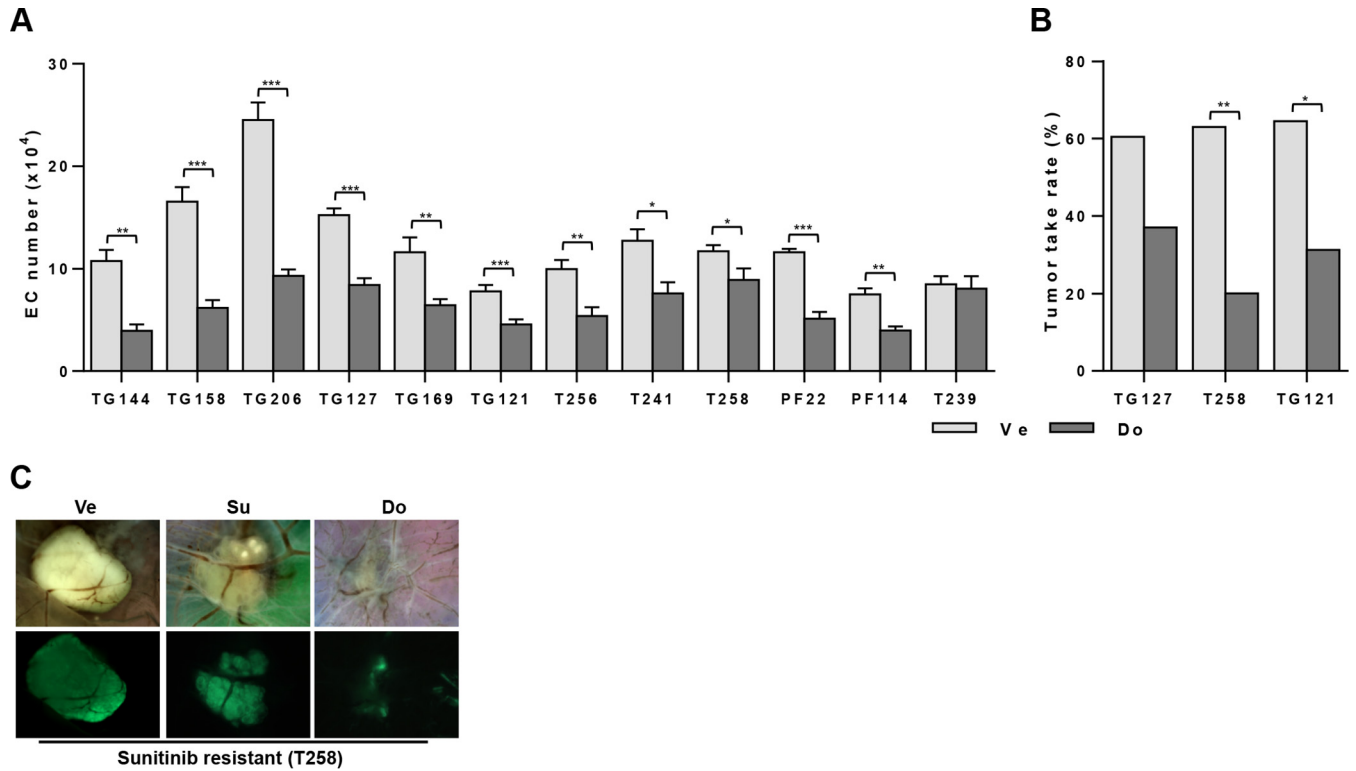 A
EC number (x10⁴)
30
20
10
0
**
***
***
***
**
***
**
*
*
***
**
TG144 TG158 TG206 TG127 TG169 TG121 T256 T241 T258 PF22 PF114 T239
B
Tumor take rate (%)
80
60
40
20
0
**
*
TG127 T258 TG121
Ve Do
C
Ve Su Do
Sunitinib resistant (T258)